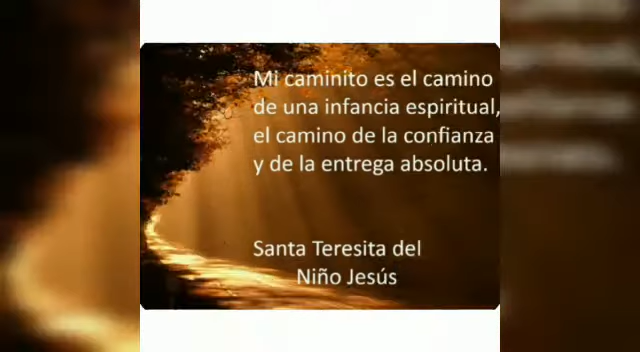 Mi caminito es el camino
de una infancia espiritual,
el camino de la confianza
y de la entrega absoluta.
Santa Teresita del
Niño Jesús